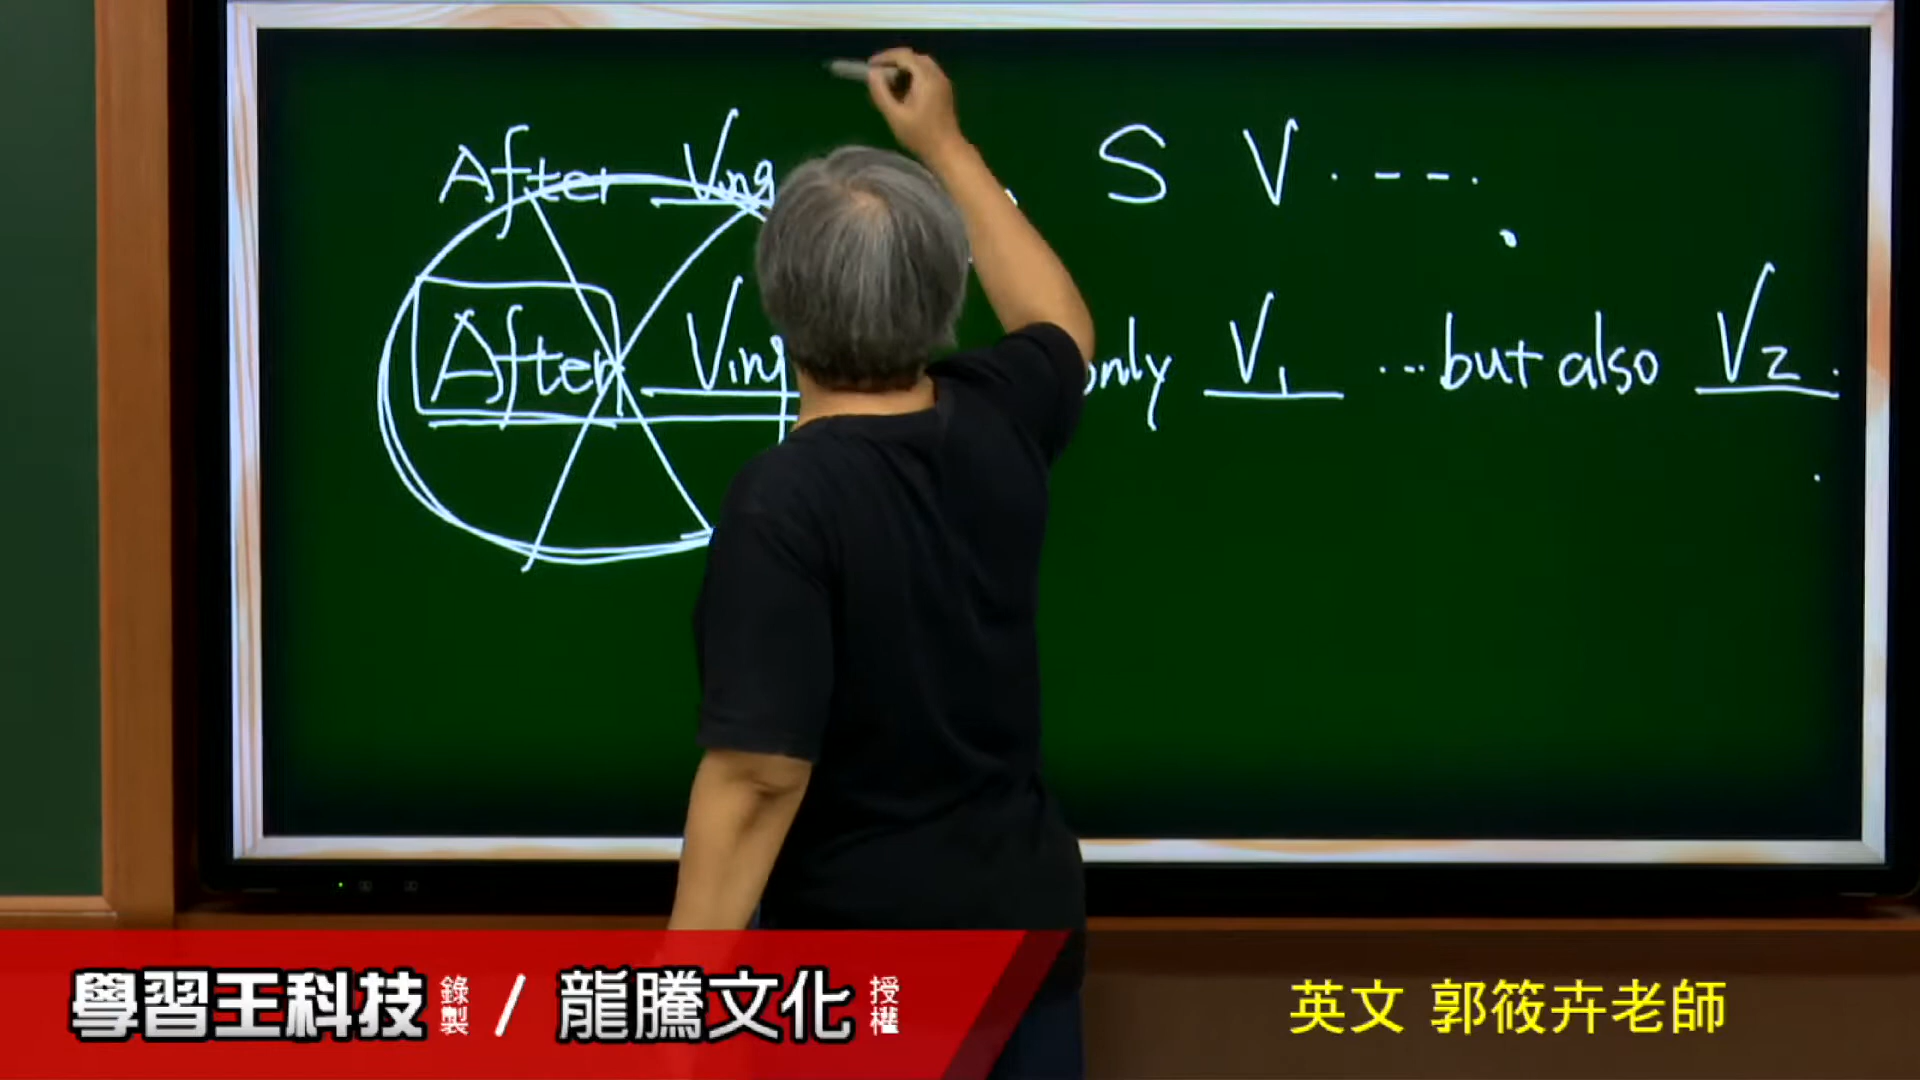 After Ving S V . - - - .
After Ving only V1 ...but also V2 .
學習王科技 錄製 / 龍騰文化 授權
英文 郭筱卉老師